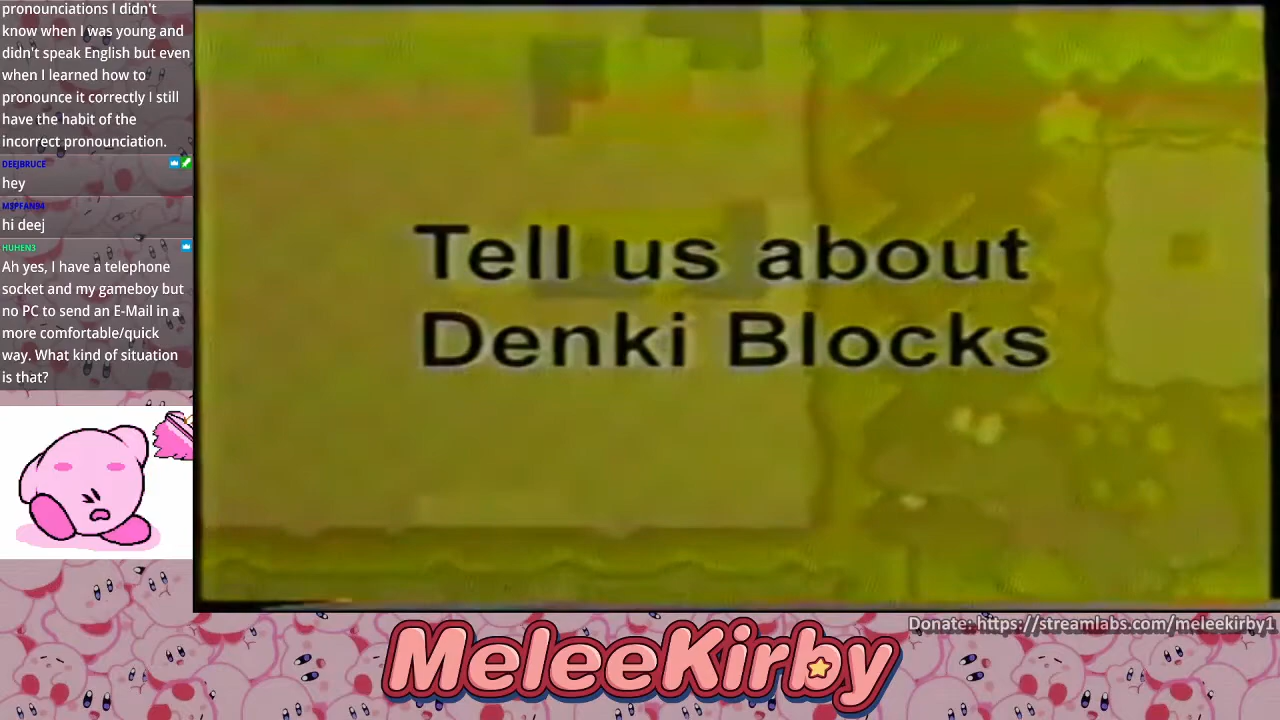 pronounciations I didn't
know when I was young and
didn't speak English but even
when I learned how to
pronounce it correctly I still
have the habit of the
incorrect pronounciation.
DEEJBRUCE
hey
M3PFAN94
hi deej
HUHEN3
Ah yes, I have a telephone
socket and my gameboy but
no PC to send an E-Mail in a
more comfortable/quick
way. What kind of situation
is that?
Tell us about
Denki Blocks
Donate: https://streamlabs.com/meleekirby1
MeleeKirby